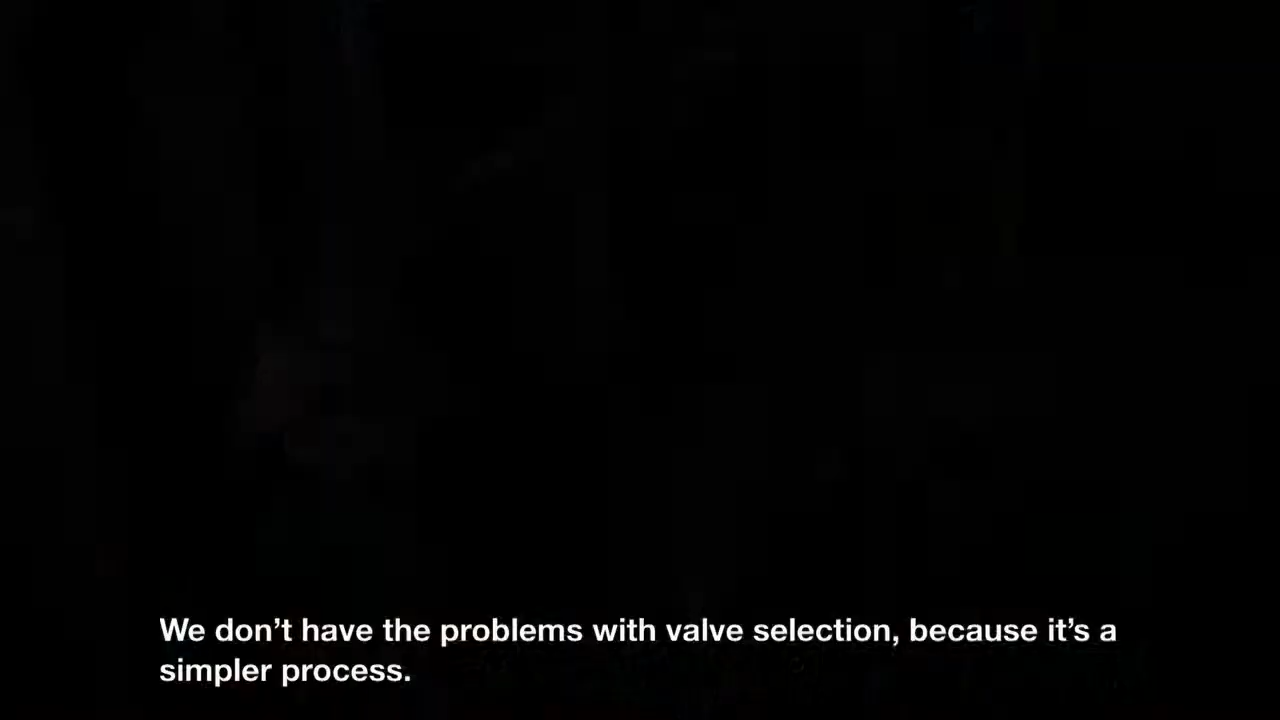 We don’t have the problems with valve selection, because it’s a
simpler process.